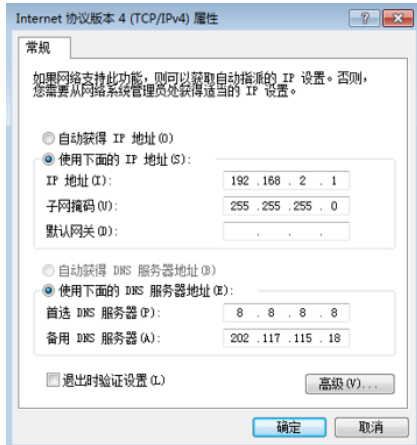 Internet 协议版本 4 (TCP/IPv4) 属性
常规
如果网络支持此功能，则可以获取自动指派的 IP 设置。否则，
您需要从网络系统管理员处获得适当的 IP 设置。
自动获得 IP 地址(O)
使用下面的 IP 地址(S):
IP 地址(I): 192 .168 . 2 . 1
子网掩码(U): 255 .255 .255 . 0
默认网关(D): . . .
自动获得 DNS 服务器地址(B)
使用下面的 DNS 服务器地址(E):
首选 DNS 服务器(P): 8 . 8 . 8 . 8
备用 DNS 服务器(A): 202 .117 .115 . 18
退出时验证设置(L)
高级(V)...
确定 取消